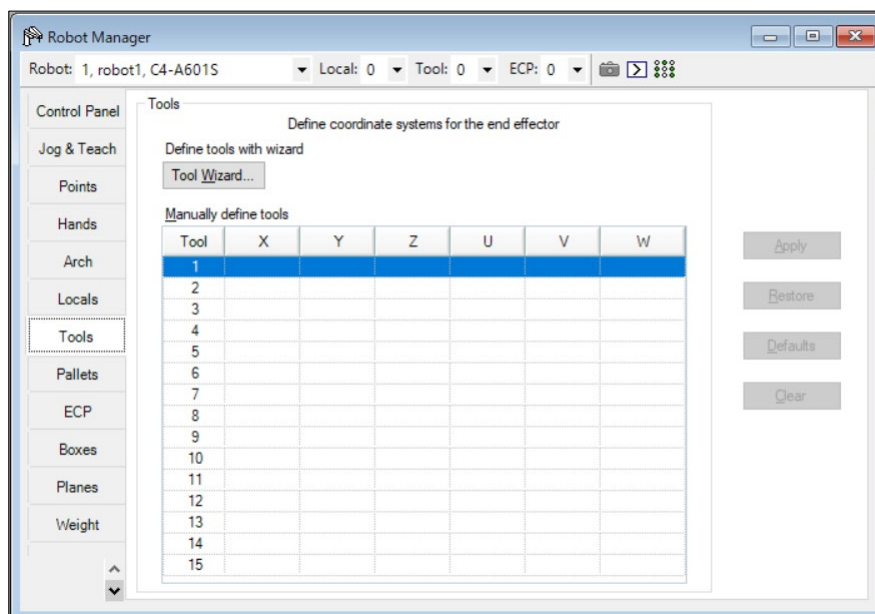 Robot Manager
Robot: 1, robot1, C4-A601S Local: 0 Tool: 0 ECP: 0
Control Panel
Jog & Teach
Points
Hands
Arch
Locals
Tools
Pallets
ECP
Boxes
Planes
Weight
Tools
Define coordinate systems for the end effector
Define tools with wizard
Tool Wizard...
Manually define tools
Tool X Y Z U V W
1
2
3
4
5
6
7
8
9
10
11
12
13
14
15
Apply
Restore
Defaults
Clear